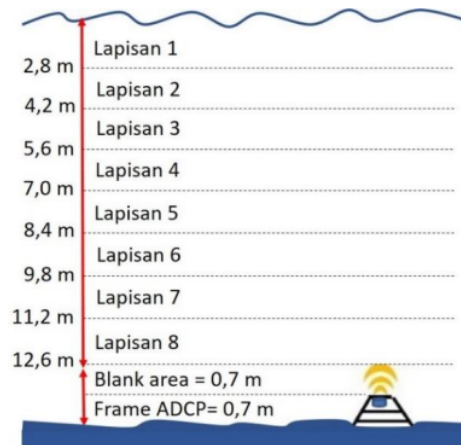 Lapisan 1
2,8 m
Lapisan 2
4,2 m
Lapisan 3
5,6 m
Lapisan 4
7,0 m
Lapisan 5
8,4 m
Lapisan 6
9,8 m
Lapisan 7
11,2 m
Lapisan 8
12,6 m
Blank area = 0,7 m
Frame ADCP= 0,7 m